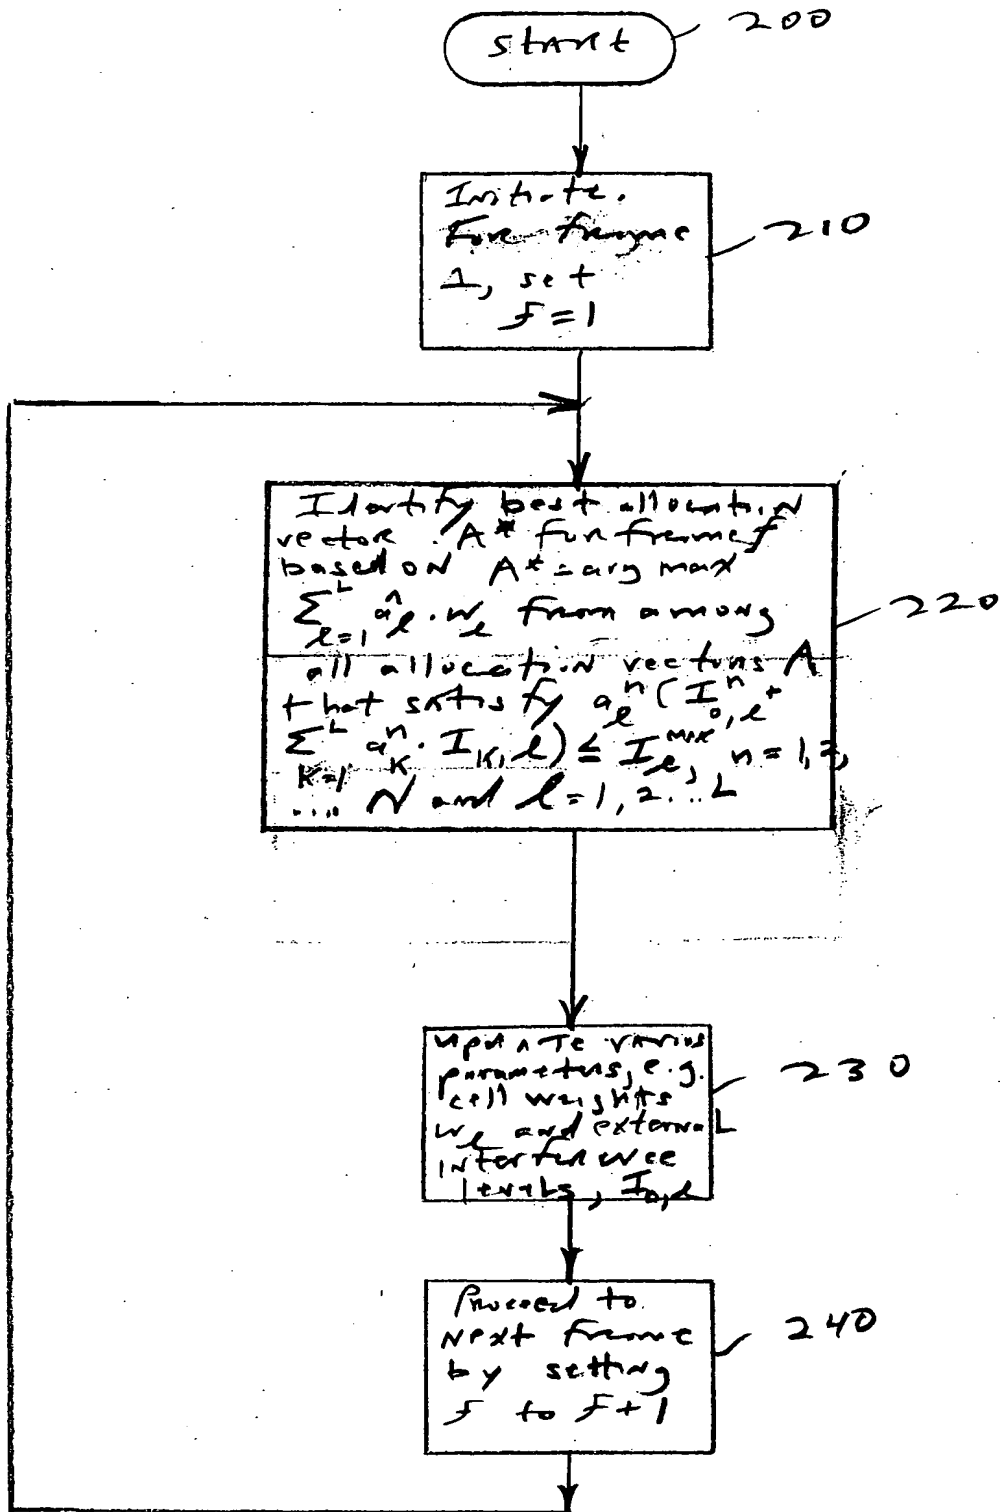 START
200
Initiate.
For frame
1, set
f=1
210
Identify best allocation
vector A* for frame f
based on A* = arg max
∑_{l=1}^{L} a_l^n · w_l from among
all allocation vectors A
that satisfy a_l^n (I_{0,l}^n +
∑_{K=1}^{L} a_K^n · I_{K,l}) ≤ I_l^{max}, n = 1, 2,
.... N and l = 1, 2 ... L
220
update various
parameters, e.g.
cell weights
w_l and external
interference
levels, I_{0,l}
230
Proceed to
next frame
by setting
f to f+1
240